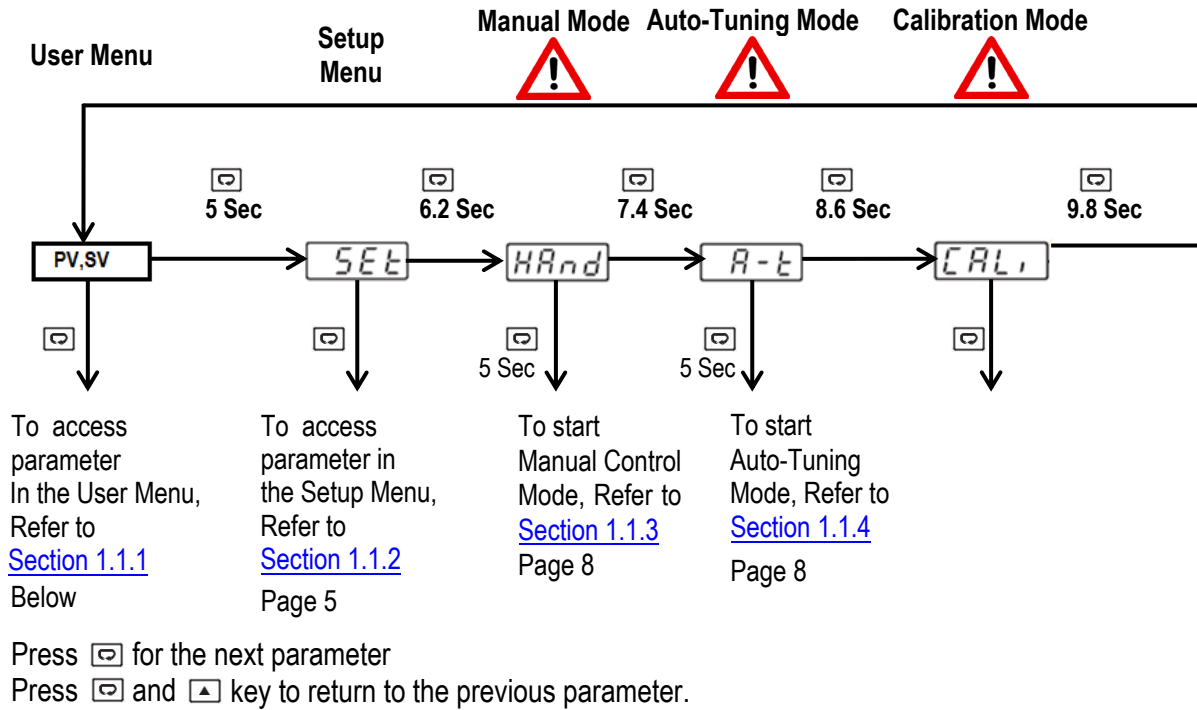 User Menu
Setup
Menu
Manual Mode
Auto-Tuning Mode
Calibration Mode
5 Sec
6.2 Sec
7.4 Sec
8.6 Sec
9.8 Sec
PV,SV
SEt
HAnd
A-t
CALi
5 Sec
5 Sec
To access
parameter
In the User Menu,
Refer to
Section 1.1.1
Below
To access
parameter in
the Setup Menu,
Refer to
Section 1.1.2
Page 5
To start
Manual Control
Mode, Refer to
Section 1.1.3
Page 8
To start
Auto-Tuning
Mode, Refer to
Section 1.1.4
Page 8
Press for the next parameter
Press and key to return to the previous parameter.